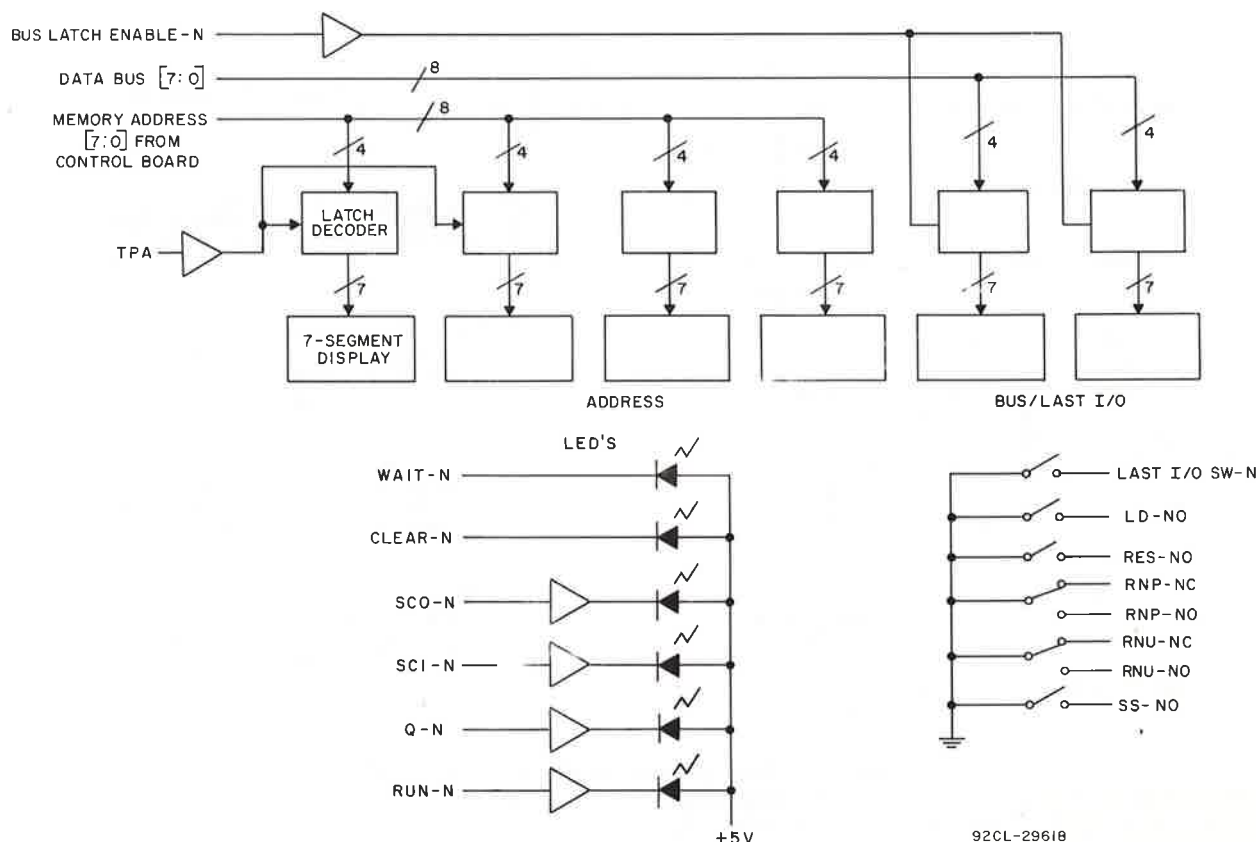 BUS LATCH ENABLE-N
DATA BUS [7:0]
8
MEMORY ADDRESS
[7:0] FROM
CONTROL BOARD
8
4
4
4
4
4
4
TPA
LATCH
DECODER
7
7
7
7
7
7
7-SEGMENT
DISPLAY
ADDRESS
BUS/LAST I/O
LED'S
WAIT-N
CLEAR-N
SCO-N
SCI-N
Q-N
RUN-N
+5V
LAST I/O SW-N
LD-NO
RES-NO
RNP-NC
RNP-NO
RNU-NC
RNU-NO
SS-NO
92CL-29618